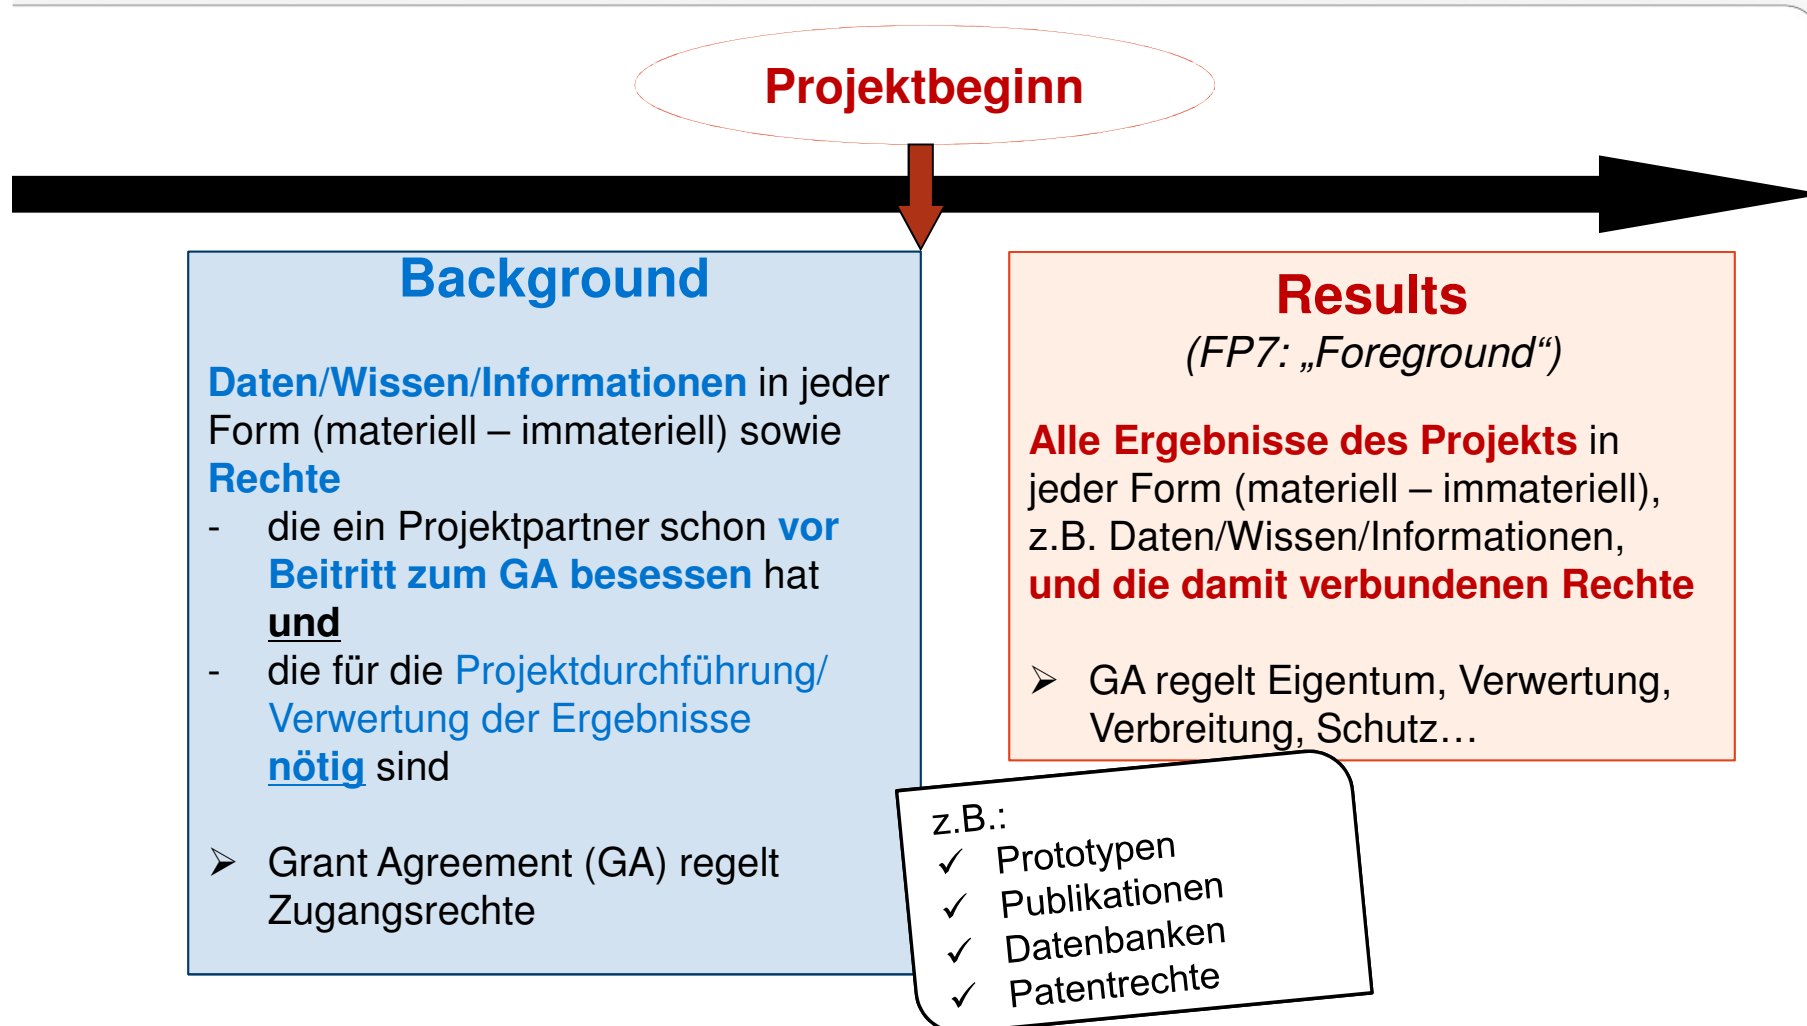 Projektbeginn
Background
Daten/Wissen/Informationen in jeder
Form (materiell – immateriell) sowie
Rechte
- die ein Projektpartner schon vor
Beitritt zum GA besessen hat
und
- die für die Projektdurchführung/
Verwertung der Ergebnisse
nötig sind
➢ Grant Agreement (GA) regelt
Zugangsrechte
Results
(FP7: „Foreground“)
Alle Ergebnisse des Projekts in
jeder Form (materiell – immateriell),
z.B. Daten/Wissen/Informationen,
und die damit verbundenen Rechte
➢ GA regelt Eigentum, Verwertung,
Verbreitung, Schutz…
z.B.:
✓ Prototypen
✓ Publikationen
✓ Datenbanken
✓ Patentrechte